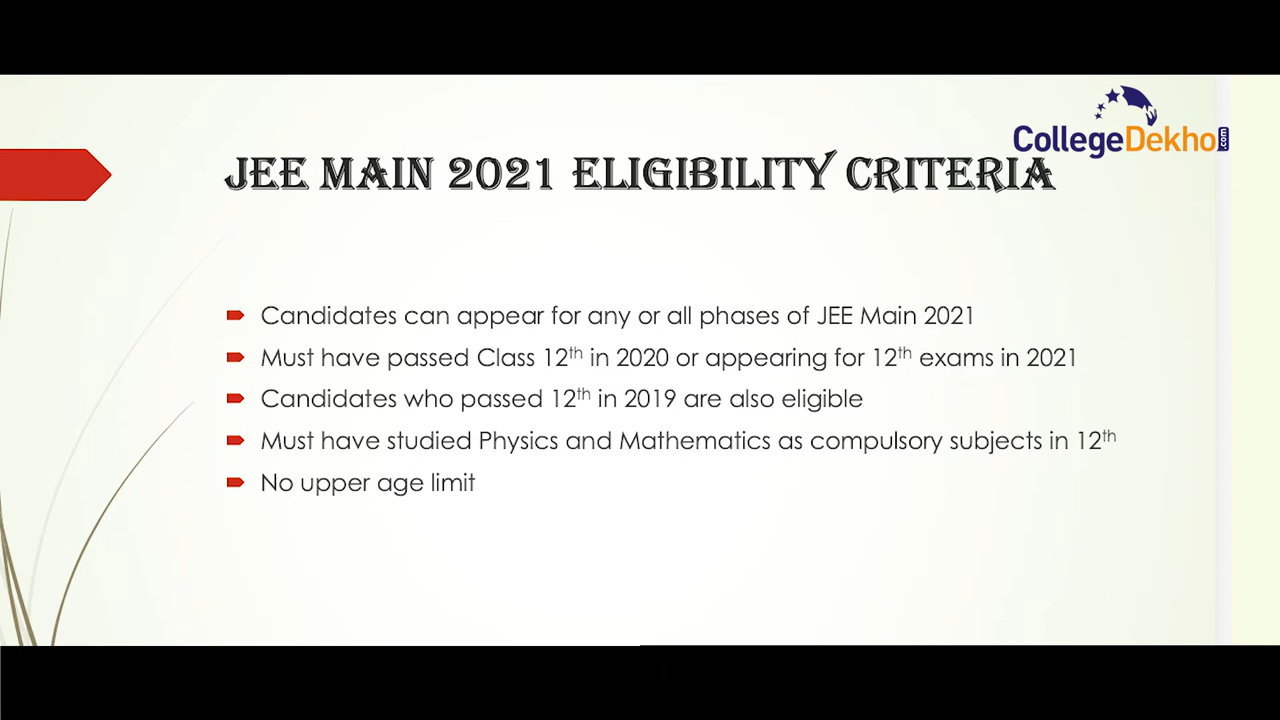 CollegeDekho.com
JEE MAIN 2021 ELIGIBILITY CRITERIA
Candidates can appear for any or all phases of JEE Main 2021
Must have passed Class 12th in 2020 or appearing for 12th exams in 2021
Candidates who passed 12th in 2019 are also eligible
Must have studied Physics and Mathematics as compulsory subjects in 12th
No upper age limit